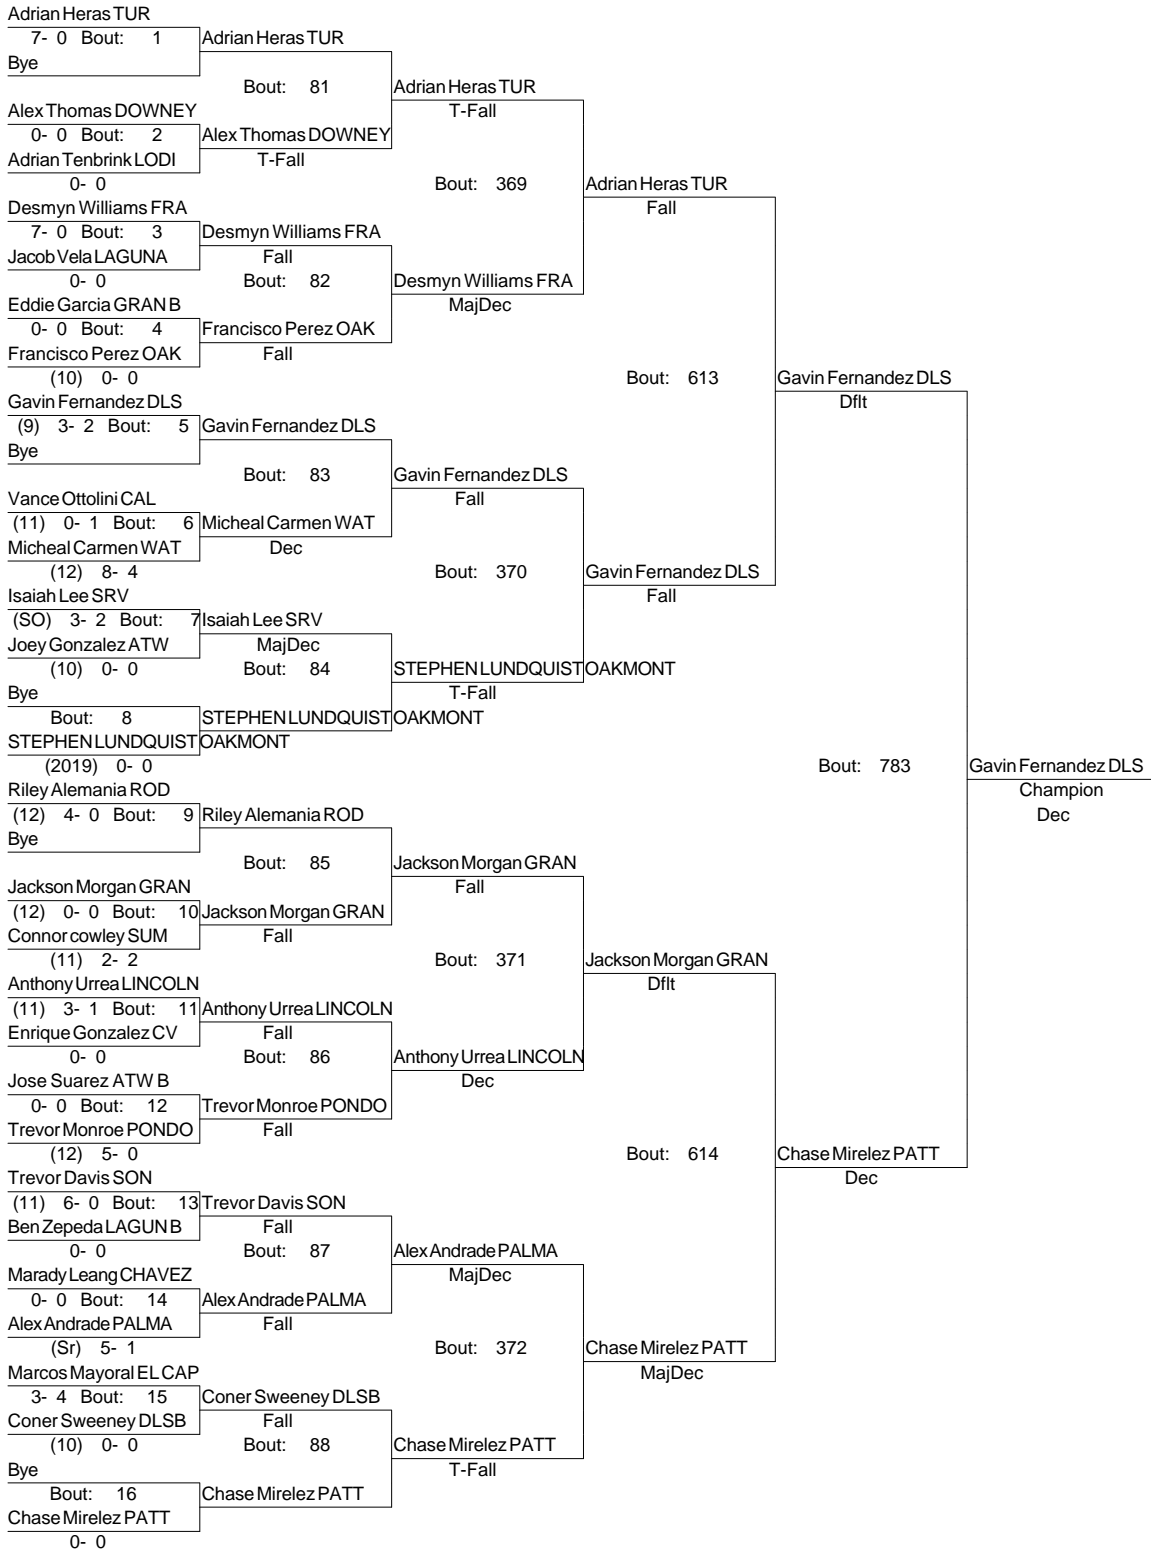 Adrian Heras TUR
7- 0 Bout: 1 Adrian Heras TUR
Bye
Bout: 81 Adrian Heras TUR
Alex Thomas DOWNEY T-Fall
0- 0 Bout: 2 Alex Thomas DOWNEY
Adrian Tenbrink LODI T-Fall
0- 0 Bout: 369 Adrian Heras TUR
Desmyn Williams FRA Fall
7- 0 Bout: 3 Desmyn Williams FRA
Jacob Vela LAGUNA Fall
0- 0 Bout: 82 Desmyn Williams FRA
Eddie Garcia GRAN B MajDec
0- 0 Bout: 4 Francisco Perez OAK
Francisco Perez OAK Fall
(10) 0- 0 Bout: 613 Gavin Fernandez DLS
Gavin Fernandez DLS Dflt
(9) 3- 2 Bout: 5 Gavin Fernandez DLS
Bye
Bout: 83 Gavin Fernandez DLS
Vance Ottolini CAL Fall
(11) 0- 1 Bout: 6 Micheal Carmen WAT
Micheal Carmen WAT Dec
(12) 8- 4 Bout: 370 Gavin Fernandez DLS
Isaiah Lee SRV Fall
(SO) 3- 2 Bout: 7 Isaiah Lee SRV
Joey Gonzalez ATW MajDec
(10) 0- 0 Bout: 84 STEPHEN LUNDQUIST OAKMONT
Bye T-Fall
Bout: 8 STEPHEN LUNDQUIST OAKMONT
STEPHEN LUNDQUIST OAKMONT
(2019) 0- 0 Bout: 783 Gavin Fernandez DLS
Riley Alemania ROD Champion
(12) 4- 0 Bout: 9 Riley Alemania ROD Dec
Bye
Bout: 85 Jackson Morgan GRAN
Jackson Morgan GRAN Fall
(12) 0- 0 Bout: 10 Jackson Morgan GRAN
Connor cowley SUM Fall
(11) 2- 2 Bout: 371 Jackson Morgan GRAN
Anthony Urrea LINCOLN Dflt
(11) 3- 1 Bout: 11 Anthony Urrea LINCOLN
Enrique Gonzalez CV Fall
0- 0 Bout: 86 Anthony Urrea LINCOLN
Jose Suarez ATW B Dec
0- 0 Bout: 12 Trevor Monroe PONDO
Trevor Monroe PONDO Fall
(12) 5- 0 Bout: 614 Chase Mirelez PATT
Trevor Davis SON Dec
(11) 6- 0 Bout: 13 Trevor Davis SON
Ben Zepeda LAGUN B Fall
0- 0 Bout: 87 Alex Andrade PALMA
Marady Leang CHAVEZ MajDec
0- 0 Bout: 14 Alex Andrade PALMA
Alex Andrade PALMA Fall
(Sr) 5- 1 Bout: 372 Chase Mirelez PATT
Marcos Mayoral EL CAP MajDec
3- 4 Bout: 15 Coner Sweeney DLSB
Coner Sweeney DLSB Fall
(10) 0- 0 Bout: 88 Chase Mirelez PATT
Bye T-Fall
Bout: 16 Chase Mirelez PATT
Chase Mirelez PATT
0- 0